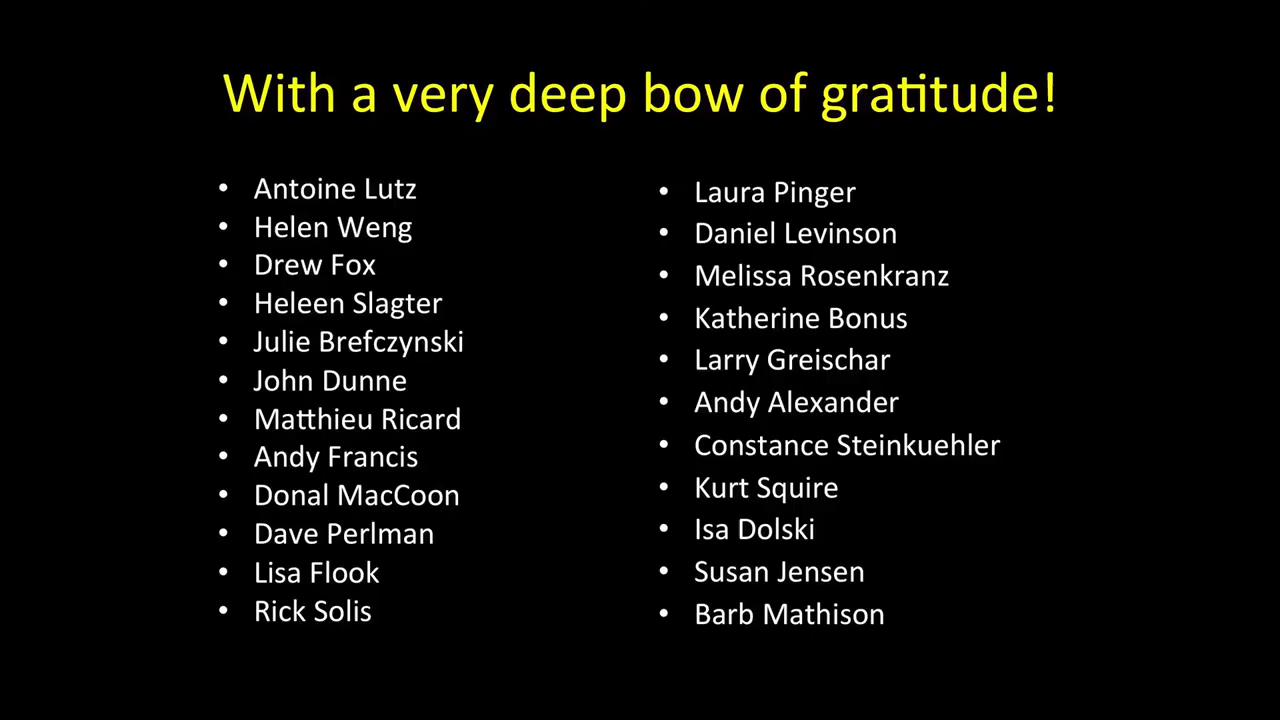 With a very deep bow of gratitude!
• Antoine Lutz
• Helen Weng
• Drew Fox
• Heleen Slagter
• Julie Brefczynski
• John Dunne
• Matthieu Ricard
• Andy Francis
• Donal MacCoon
• Dave Perlman
• Lisa Flook
• Rick Solis
• Laura Pinger
• Daniel Levinson
• Melissa Rosenkranz
• Katherine Bonus
• Larry Greischar
• Andy Alexander
• Constance Steinkuehler
• Kurt Squire
• Isa Dolski
• Susan Jensen
• Barb Mathison